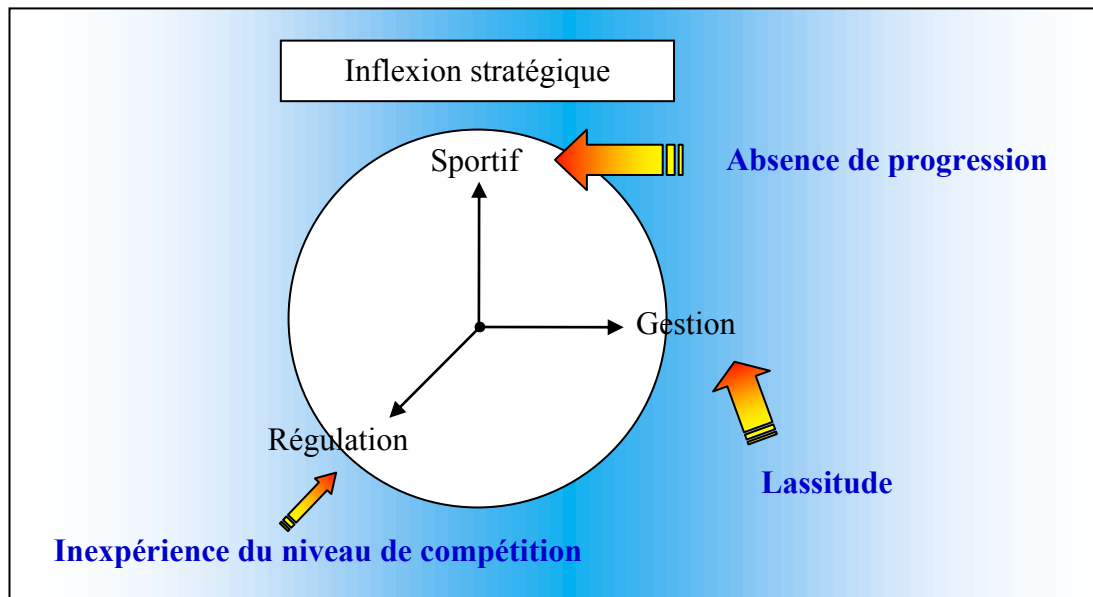 Inflexion stratégique
Sportif
Absence de progression
Gestion
Régulation
Lassitude
Inexpérience du niveau de compétition